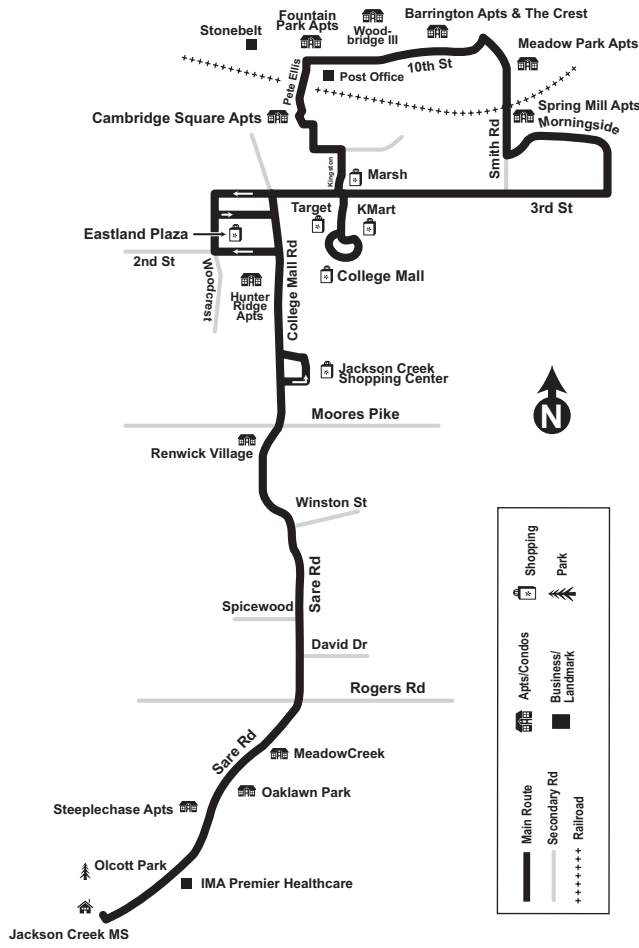 Stonebelt
Fountain
Park Apts
Wood-
bridge III
Barrington Apts & The Crest
10th St
Meadow Park Apts
Pete Ellis
Post Office
Cambridge Square Apts
Spring Mill Apts
Morningside
Smith Rd
Kingston
Marsh
Target
KMart
3rd St
Eastland Plaza
2nd St
Woodcrest
College Mall Rd
College Mall
Hunter
Ridge
Apts
Jackson Creek
Shopping Center
Moores Pike
N
Renwick Village
Winston St
Sare Rd
Spicewood
David Dr
Rogers Rd
Sare Rd
MeadowCreek
Oaklawn Park
Steeplechase Apts
Olcott Park
IMA Premier Healthcare
Jackson Creek MS
Shopping
Park
Apts/Condos
Business/
Landmark
Main Route
Secondary Rd
Railroad